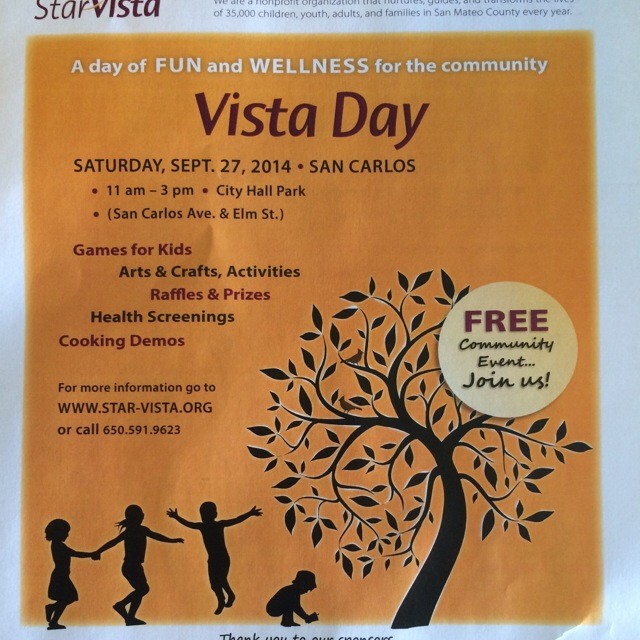 StarVista
We are a nonprofit organization that nurtures, guides, and transforms the lives
of 35,000 children, youth, adults, and families in San Mateo County every year.
A day of FUN and WELLNESS for the community
Vista Day
SATURDAY, SEPT. 27, 2014 • SAN CARLOS
• 11 am – 3 pm • City Hall Park
• (San Carlos Ave. & Elm St.)
Games for Kids
Arts & Crafts, Activities
Raffles & Prizes
Health Screenings
Cooking Demos
FREE
Community
Event...
Join us!
For more information go to
WWW.STAR-VISTA.ORG
or call 650.591.9623
Thank you to our sponsors